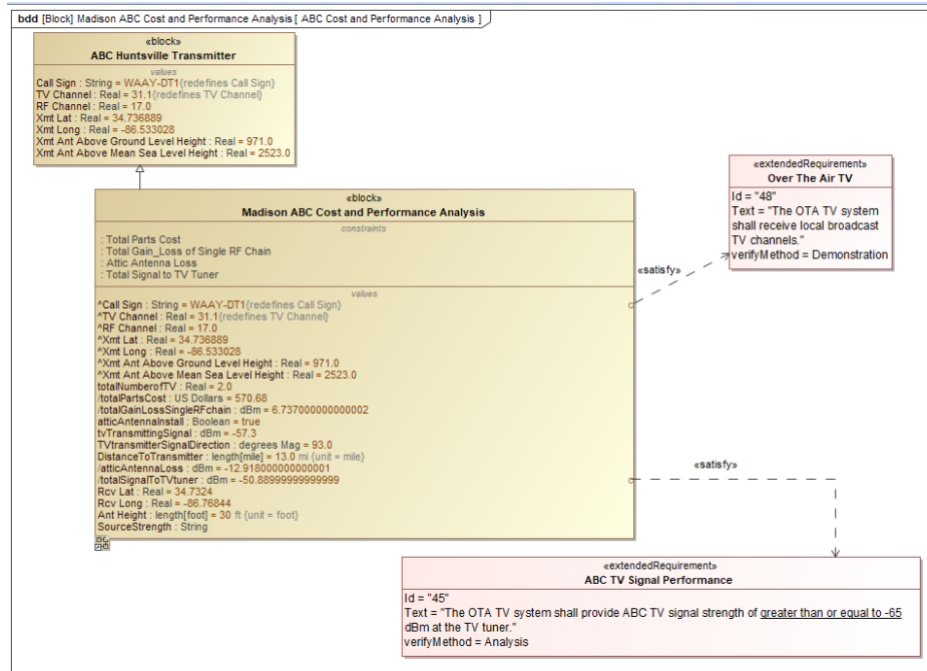 bdd [Block] Madison ABC Cost and Performance Analysis [ ABC Cost and Performance Analysis ]
«block»
ABC Huntsville Transmitter
values
Call Sign : String = WAAY-DT1{redefines Call Sign}
TV Channel : Real = 31.1{redefines TV Channel}
RF Channel : Real = 17.0
Xmt Lat : Real = 34.736889
Xmt Long : Real = -86.533028
Xmt Ant Above Ground Level Height : Real = 971.0
Xmt Ant Above Mean Sea Level Height : Real = 2523.0
«block»
Madison ABC Cost and Performance Analysis
constraints
: Total Parts Cost
: Total Gain_Loss of Single RF Chain
: Attic Antenna Loss
: Total Signal to TV Tuner
values
^Call Sign : String = WAAY-DT1{redefines Call Sign}
^TV Channel : Real = 31.1{redefines TV Channel}
^RF Channel : Real = 17.0
^Xmt Lat : Real = 34.736889
^Xmt Long : Real = -86.533028
^Xmt Ant Above Ground Level Height : Real = 971.0
^Xmt Ant Above Mean Sea Level Height : Real = 2523.0
totalNumberofTV : Real = 2.0
/totalPartsCost : US Dollars = 570.68
/totalGainLossSingleRFchain : dBm = 6.737000000000002
atticAntennaInstall : Boolean = true
tvTransmittingSignal : dBm = -57.3
TVtransmitterSignalDirection : degrees Mag = 93.0
DistanceToTransmitter : length[mile] = 13.0 mi {unit = mile}
/atticAntennaLoss : dBm = -12.918000000000001
/totalSignalToTVtuner : dBm = -50.88999999999999
Rcv Lat : Real = 34.7324
Rcv Long : Real = -86.76844
Ant Height : length[foot] = 30 ft {unit = foot}
SourceStrength : String
«satisfy»
«extendedRequirement»
Over The Air TV
Id = "48"
Text = "The OTA TV system
shall receive local broadcast
TV channels."
verifyMethod = Demonstration
«satisfy»
«extendedRequirement»
ABC TV Signal Performance
Id = "45"
Text = "The OTA TV system shall provide ABC TV signal strength of greater than or equal to -65
dBm at the TV tuner."
verifyMethod = Analysis